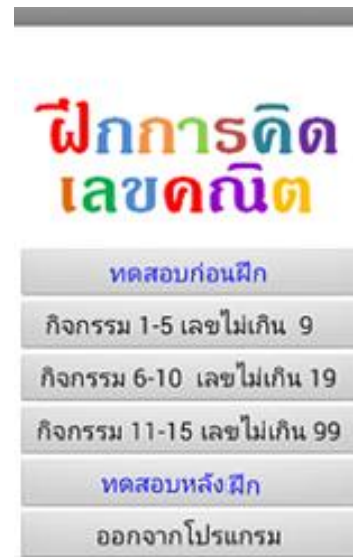 ฝึกการคิด
เลขคณิต
ทดสอบก่อนฝึก
กิจกรรม 1-5 เลขไม่เกิน 9
กิจกรรม 6-10 เลขไม่เกิน 19
กิจกรรม 11-15 เลขไม่เกิน 99
ทดสอบหลังฝึก
ออกจากโปรแกรม